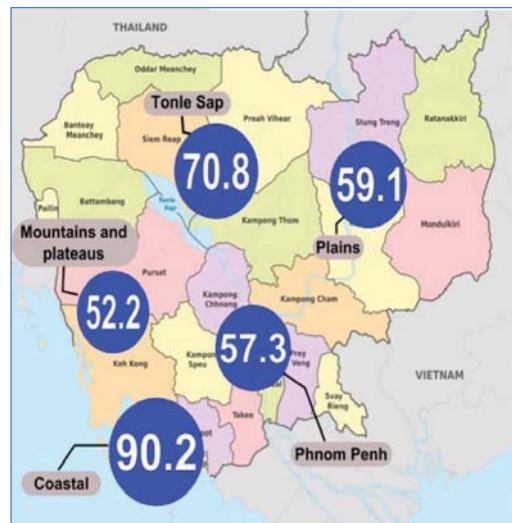 THAILAND
Oddar Meanchey
Tonle Sap
Banteay
Meanchey
Siem Reap
Preah Vihear
Stung Treng
Ratanakkiri
70.8
59.1
Pailin
Battambang
Tonle
Sap
Kampong Thom
Mondulkiri
Mountains and
plateaus
Plains
Pursat
52.2
Kampong
Chhnang
Kampong Cham
57.3
Prey
Veng
Koh Kong
Kampon
Speu
Svay
Rieng
VIETNAM
Takeo
Phnom Penh
90.2
Coastal